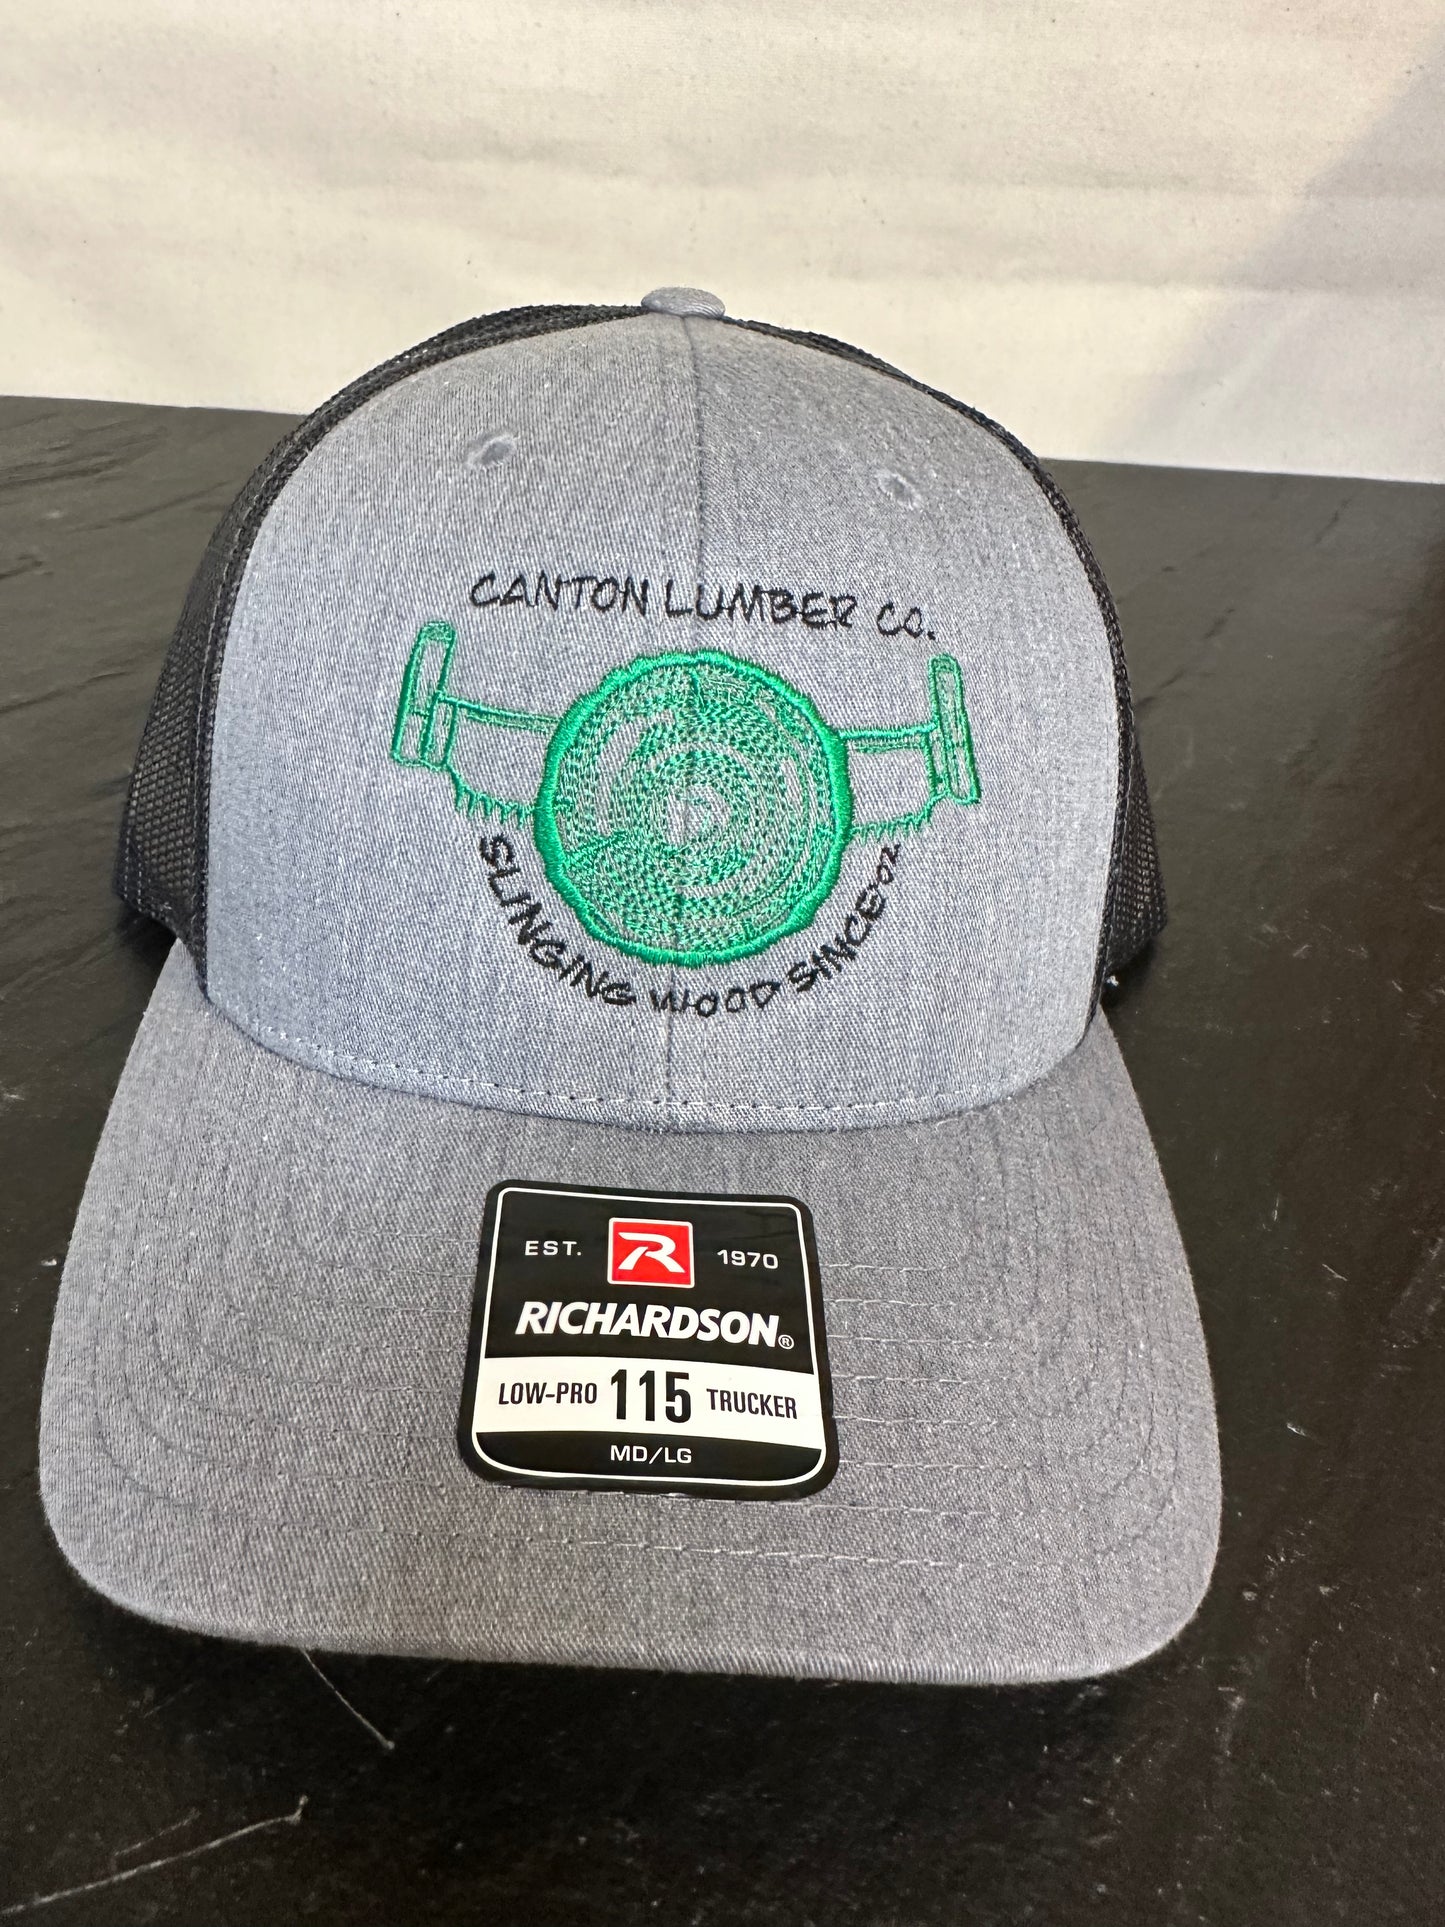 CANTON LUMBER CO.
SLINGING WOOD SINCE 02
EST. R 1970
RICHARDSON®
LOW-PRO 115 TRUCKER
MD/LG